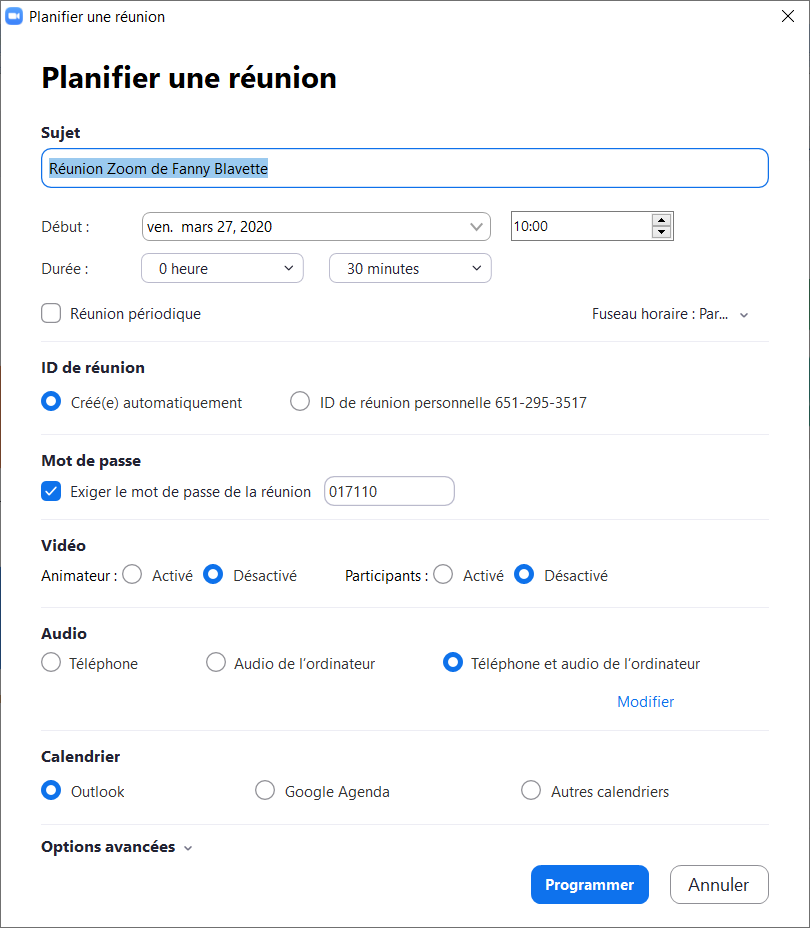 Planifier une réunion
Planifier une réunion
Sujet
Réunion Zoom de Fanny Blavette
Début : ven. mars 27, 2020 10:00
Durée : 0 heure 30 minutes
Réunion périodique Fuseau horaire : Par...
ID de réunion
Créé(e) automatiquement ID de réunion personnelle 651-295-3517
Mot de passe
Exiger le mot de passe de la réunion 017110
Vidéo
Animateur : Activé Désactivé Participants : Activé Désactivé
Audio
Téléphone Audio de l’ordinateur Téléphone et audio de l’ordinateur
Modifier
Calendrier
Outlook Google Agenda Autres calendriers
Options avancées
Programmer Annuler